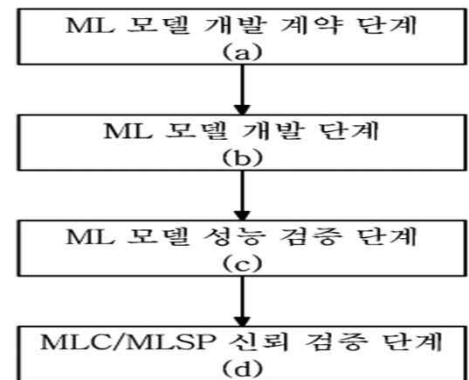 ML 모델 개발 계약 단계
(a)
ML 모델 개발 단계
(b)
ML 모델 성능 검증 단계
(c)
MLC/MLSP 신뢰 검증 단계
(d)